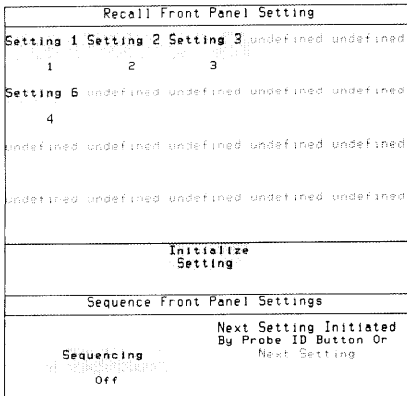 Recall Front Panel Setting
Setting 1 Setting 2 Setting 3 undefined undefined
1 2 3
Setting 6 undefined undefined undefined undefined
4
undefined undefined undefined undefined undefined
undefined undefined undefined undefined undefined
Initialize
Setting
Sequence Front Panel Settings
Next Setting Initiated
By Probe ID Button Or
Sequencing Next Setting
Off